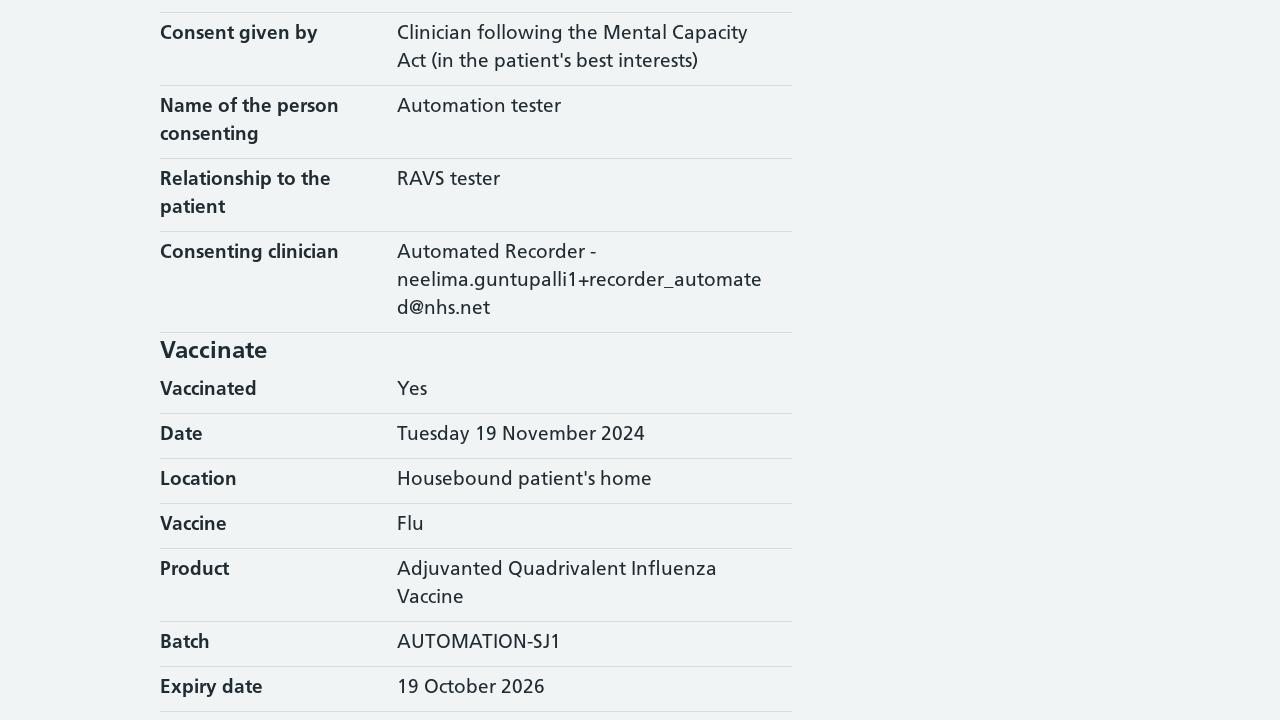 Consent given by
Clinician following the Mental Capacity
Act (in the patient's best interests)
Name of the person
consenting
Automation tester
Relationship to the
patient
RAVS tester
Consenting clinician
Automated Recorder -
neelima.guntupalli1+recorder_automate
d@nhs.net
Vaccinate
Vaccinated
Yes
Date
Tuesday 19 November 2024
Location
Housebound patient's home
Vaccine
Flu
Product
Adjuvanted Quadrivalent Influenza
Vaccine
Batch
AUTOMATION-SJ1
Expiry date
19 October 2026